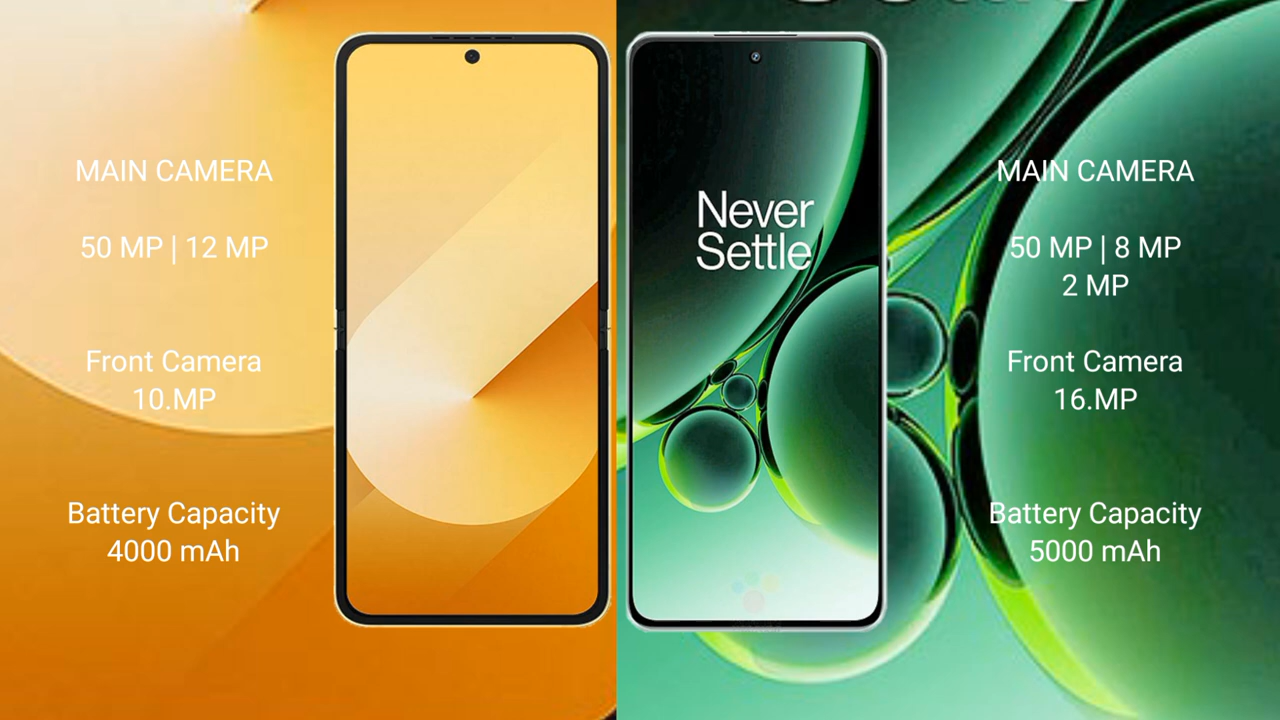 MAIN CAMERA
50 MP | 12 MP
Front Camera
10.MP
Battery Capacity
4000 mAh
Never
Settle
MAIN CAMERA
50 MP | 8 MP
2 MP
Front Camera
16.MP
Battery Capacity
5000 mAh